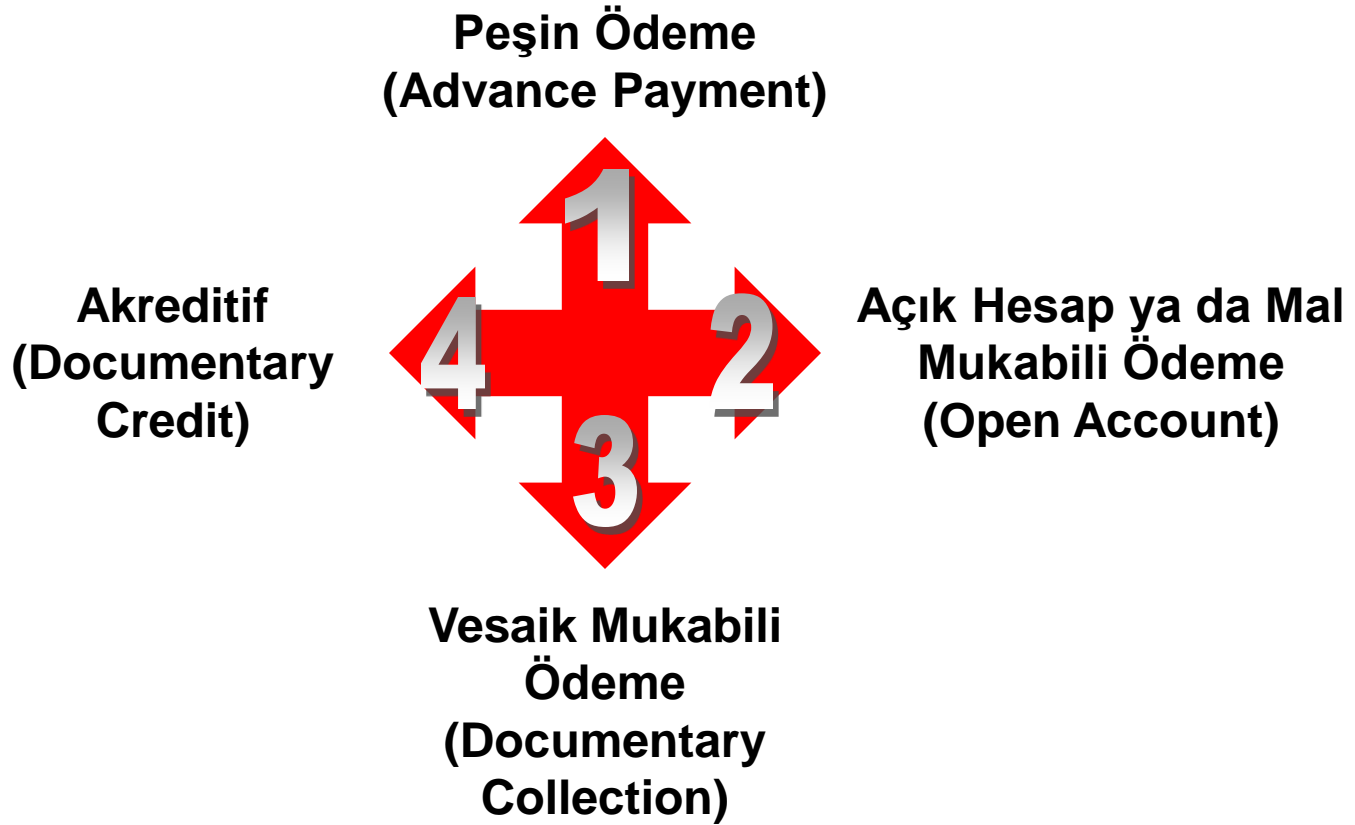 Peşin Ödeme
(Advance Payment)
1
Akreditif
(Documentary
Credit)
4
2
Açık Hesap ya da Mal
Mukabili Ödeme
(Open Account)
3
Vesaik Mukabili
Ödeme
(Documentary
Collection)